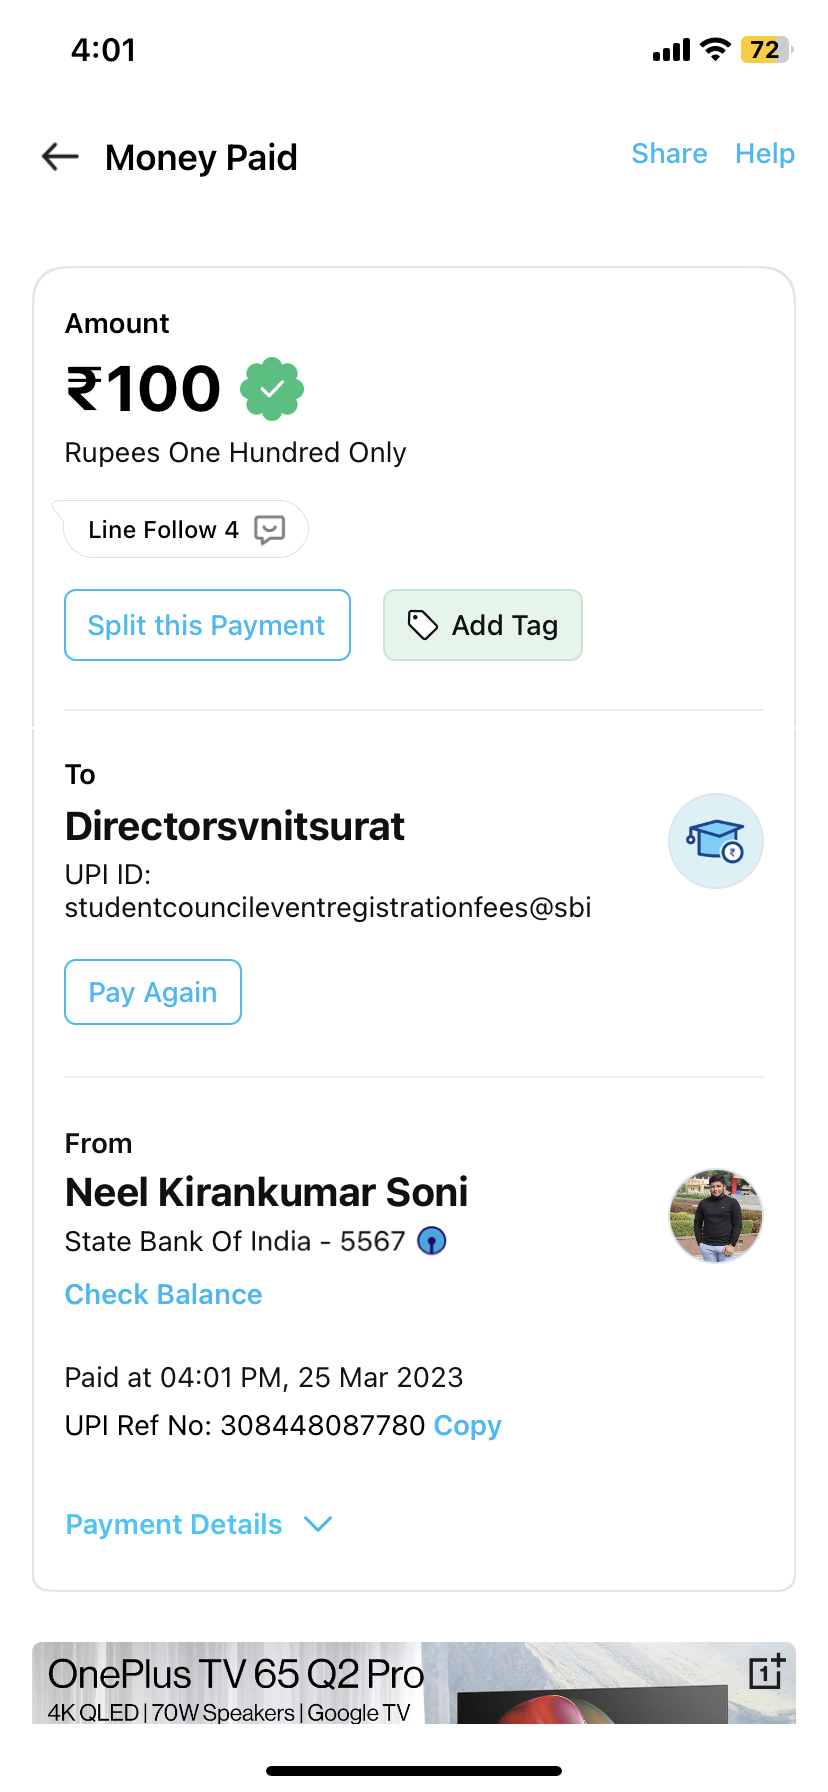 4:01
72
Money Paid
Share Help
Amount
₹100
Rupees One Hundred Only
Line Follow 4
Split this Payment
Add Tag
To
Directorsvnitsurat
UPI ID:
studentcouncileventregistrationfees@sbi
Pay Again
From
Neel Kirankumar Soni
State Bank Of India - 5567
Check Balance
Paid at 04:01 PM, 25 Mar 2023
UPI Ref No: 308448087780 Copy
Payment Details
OnePlus TV 65 Q2 Pro
4K QLED | 70W Speakers | Google TV
1+